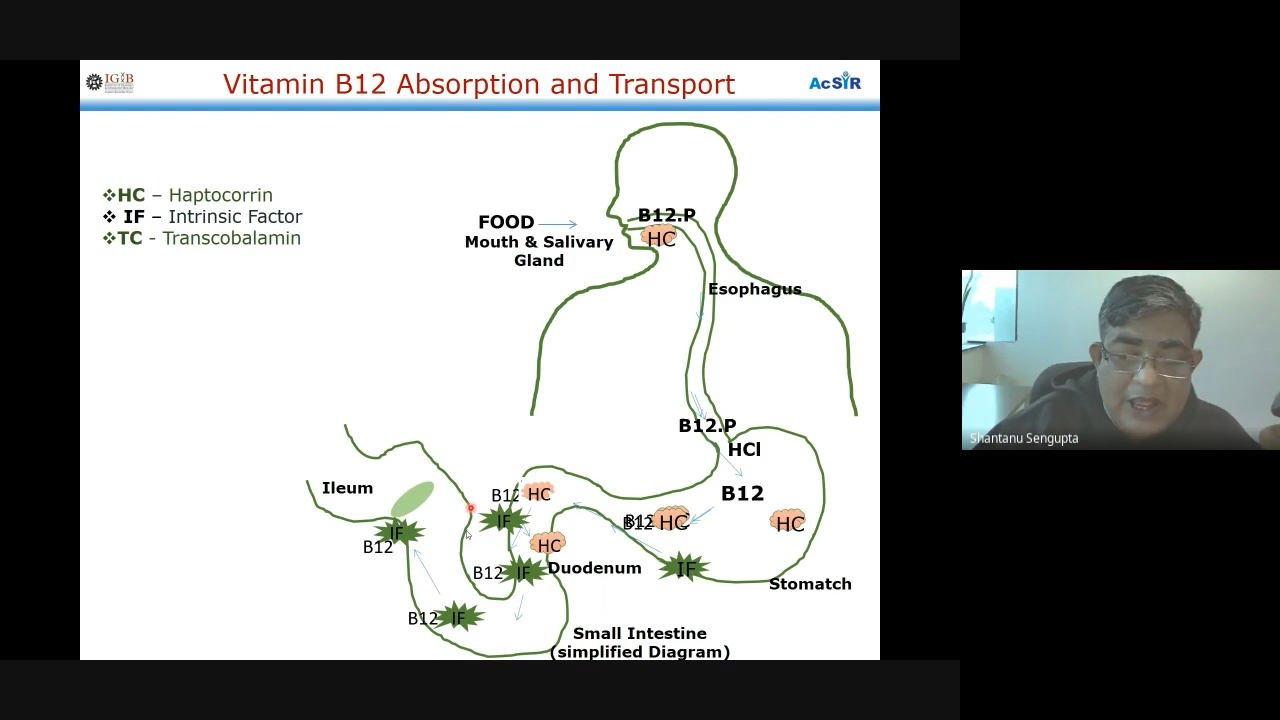 IGIB
Vitamin B12 Absorption and Transport
AcSIR
❖HC – Haptocorrin
❖ IF – Intrinsic Factor
❖TC - Transcobalamin
FOOD
Mouth & Salivary
Gland
B12.P
HC
Esophagus
B12.P
HCl
B12
B12 HC
HC
IF
Stomatch
B12 HC
IF
HC
B12 IF
Duodenum
Ileum
IF
B12
B12 IF
Small Intestine
(simplified Diagram)
Shantanu Sengupta